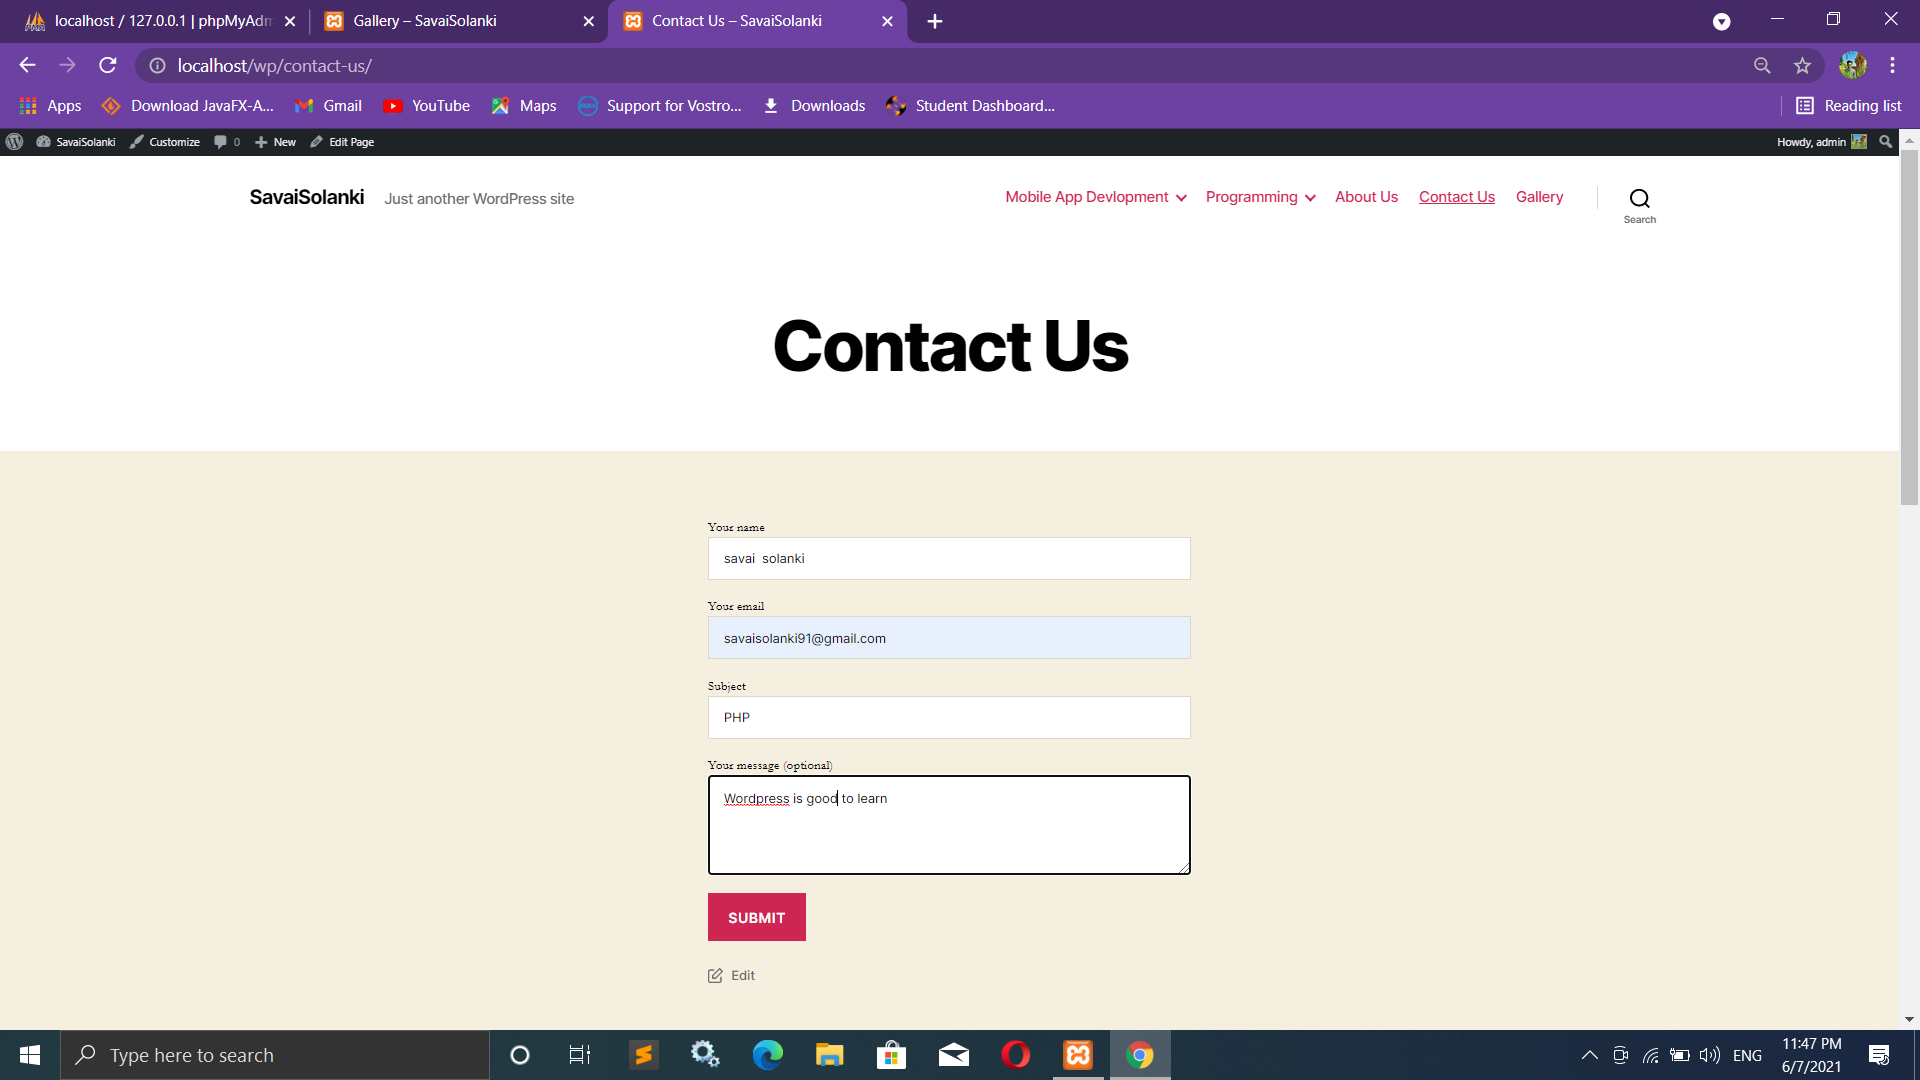 localhost / 127.0.0.1 | phpMyAdm
Gallery – SavaiSolanki
Contact Us – SavaiSolanki
localhost/wp/contact-us/
Apps
Download JavaFX-A...
Gmail
YouTube
Maps
Support for Vostro...
Downloads
Student Dashboard...
Reading list
SavaiSolanki
Customize
0
New
Edit Page
Howdy, admin
SavaiSolanki
Just another WordPress site
Mobile App Devlopment
Programming
About Us
Contact Us
Gallery
Search
Contact Us
Your name
savai  solanki
Your email
savaisolanki91@gmail.com
Subject
PHP
Your message (optional)
Wordpress is good to learn
SUBMIT
Edit
Type here to search
ENG
11:47 PM
6/7/2021